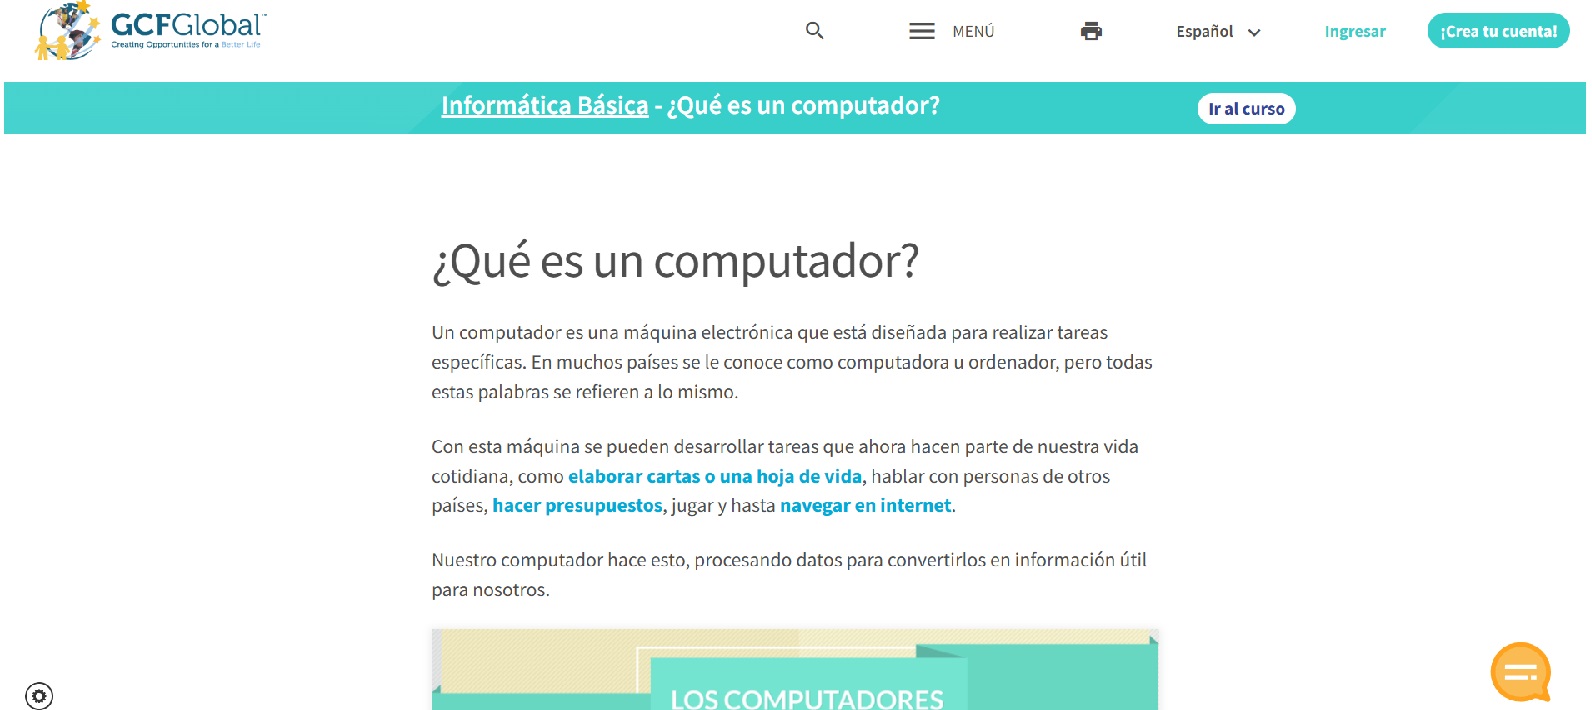 GCFGlobal™
Creating Opportunities for a Better Life
MENÚ
Español
Ingresar
¡Crea tu cuenta!
Informática Básica - ¿Qué es un computador?
Ir al curso
¿Qué es un computador?
Un computador es una máquina electrónica que está diseñada para realizar tareas
específicas. En muchos países se le conoce como computadora u ordenador, pero todas
estas palabras se refieren a lo mismo.
Con esta máquina se pueden desarrollar tareas que ahora hacen parte de nuestra vida
cotidiana, como elaborar cartas o una hoja de vida, hablar con personas de otros
países, hacer presupuestos, jugar y hasta navegar en internet.
Nuestro computador hace esto, procesando datos para convertirlos en información útil
para nosotros.
LOS COMPUTADORES